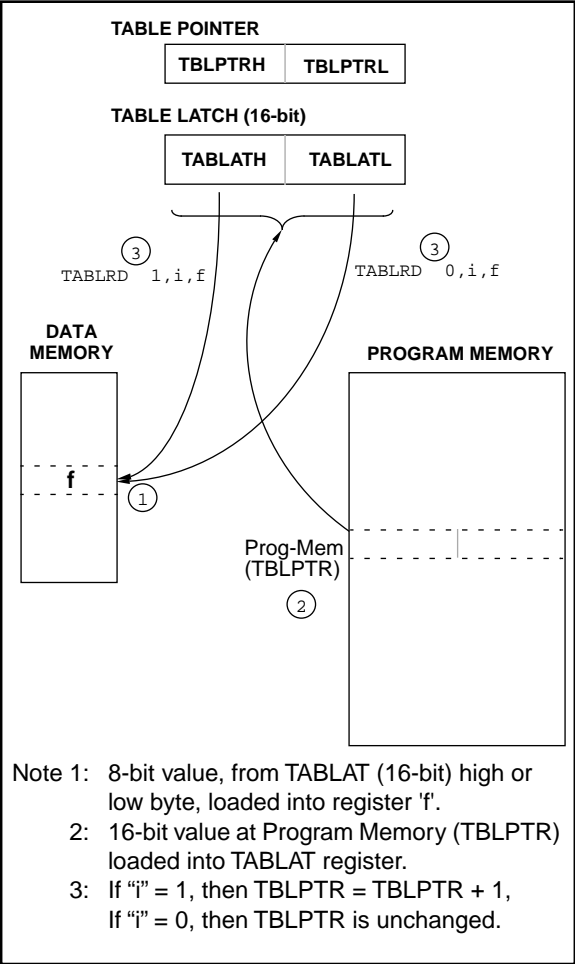 TABLE POINTER
TBLPTRH TBLPTRL
TABLE LATCH (16-bit)
TABLATH TABLATL
3
TABLRD 1,i,f
3
TABLRD 0,i,f
DATA
MEMORY
PROGRAM MEMORY
f
1
Prog-Mem
(TBLPTR)
2
Note 1: 8-bit value, from TABLAT (16-bit) high or
low byte, loaded into register 'f'.
2: 16-bit value at Program Memory (TBLPTR)
loaded into TABLAT register.
3: If “i” = 1, then TBLPTR = TBLPTR + 1,
If “i” = 0, then TBLPTR is unchanged.